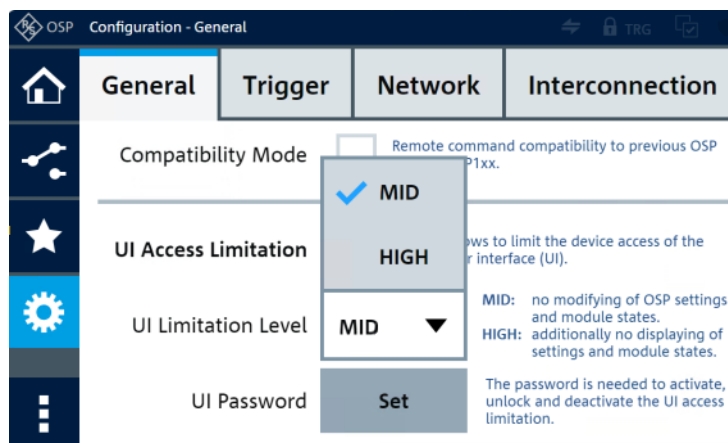 R&S OSP Configuration - General TRG
General Trigger Network Interconnection
Compatibility Mode
Remote command compatibility to previous OSP
P1xx.
MID
HIGH
UI Access Limitation
ws to limit the device access of the
r interface (UI).
UI Limitation Level
MID
MID: no modifying of OSP settings
and module states.
HIGH: additionally no displaying of
settings and module states.
UI Password
Set
The password is needed to activate,
unlock and deactivate the UI access
limitation.